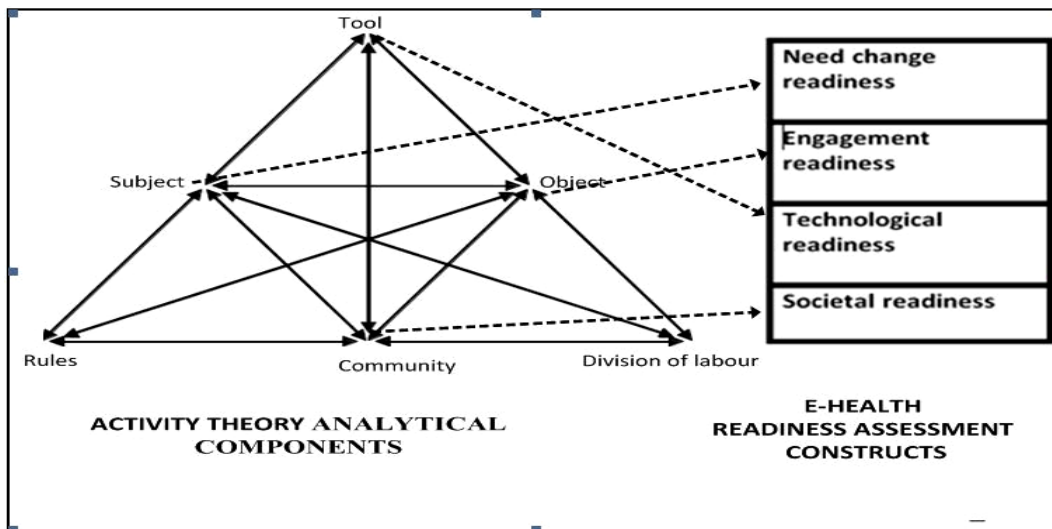 Tool
Subject
Object
Rules
Community
Division of labour
ACTIVITY THEORY ANALYTICAL
COMPONENTS
Need change
readiness
Engagement
readiness
Technological
readiness
Societal readiness
E-HEALTH
READINESS ASSESSMENT
CONSTRUCTS